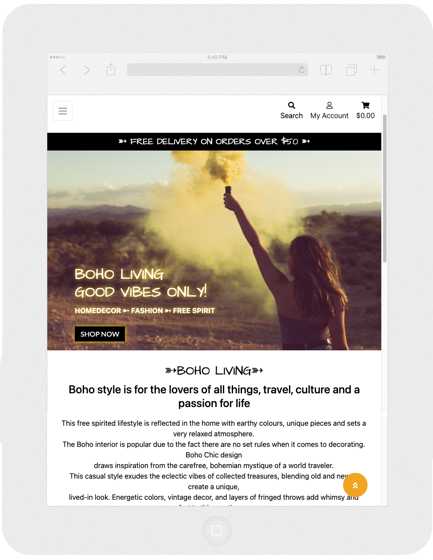 4:49 PM
Search
My Account
$0.00
➳ FREE DELIVERY ON ORDERS OVER $50 ➳
BOHO LIVING
GOOD VIBES ONLY!
HOMEDECOR ➳ FASHION ➳ FREE SPIRIT
SHOP NOW
➳BOHO LIVING➳
Boho style is for the lovers of all things, travel, culture and a
passion for life
This free spirited lifestyle is reflected in the home with earthy colours, unique pieces and sets a
very relaxed atmosphere.
The Boho interior is popular due to the fact there are no set rules when it comes to decorating.
Boho Chic design
draws inspiration from the carefree, bohemian mystique of a world traveler.
This casual style exudes the eclectic vibes of collected treasures, blending old and new
create a unique,
lived-in look. Energetic colors, vintage decor, and layers of fringed throws add whimsy and